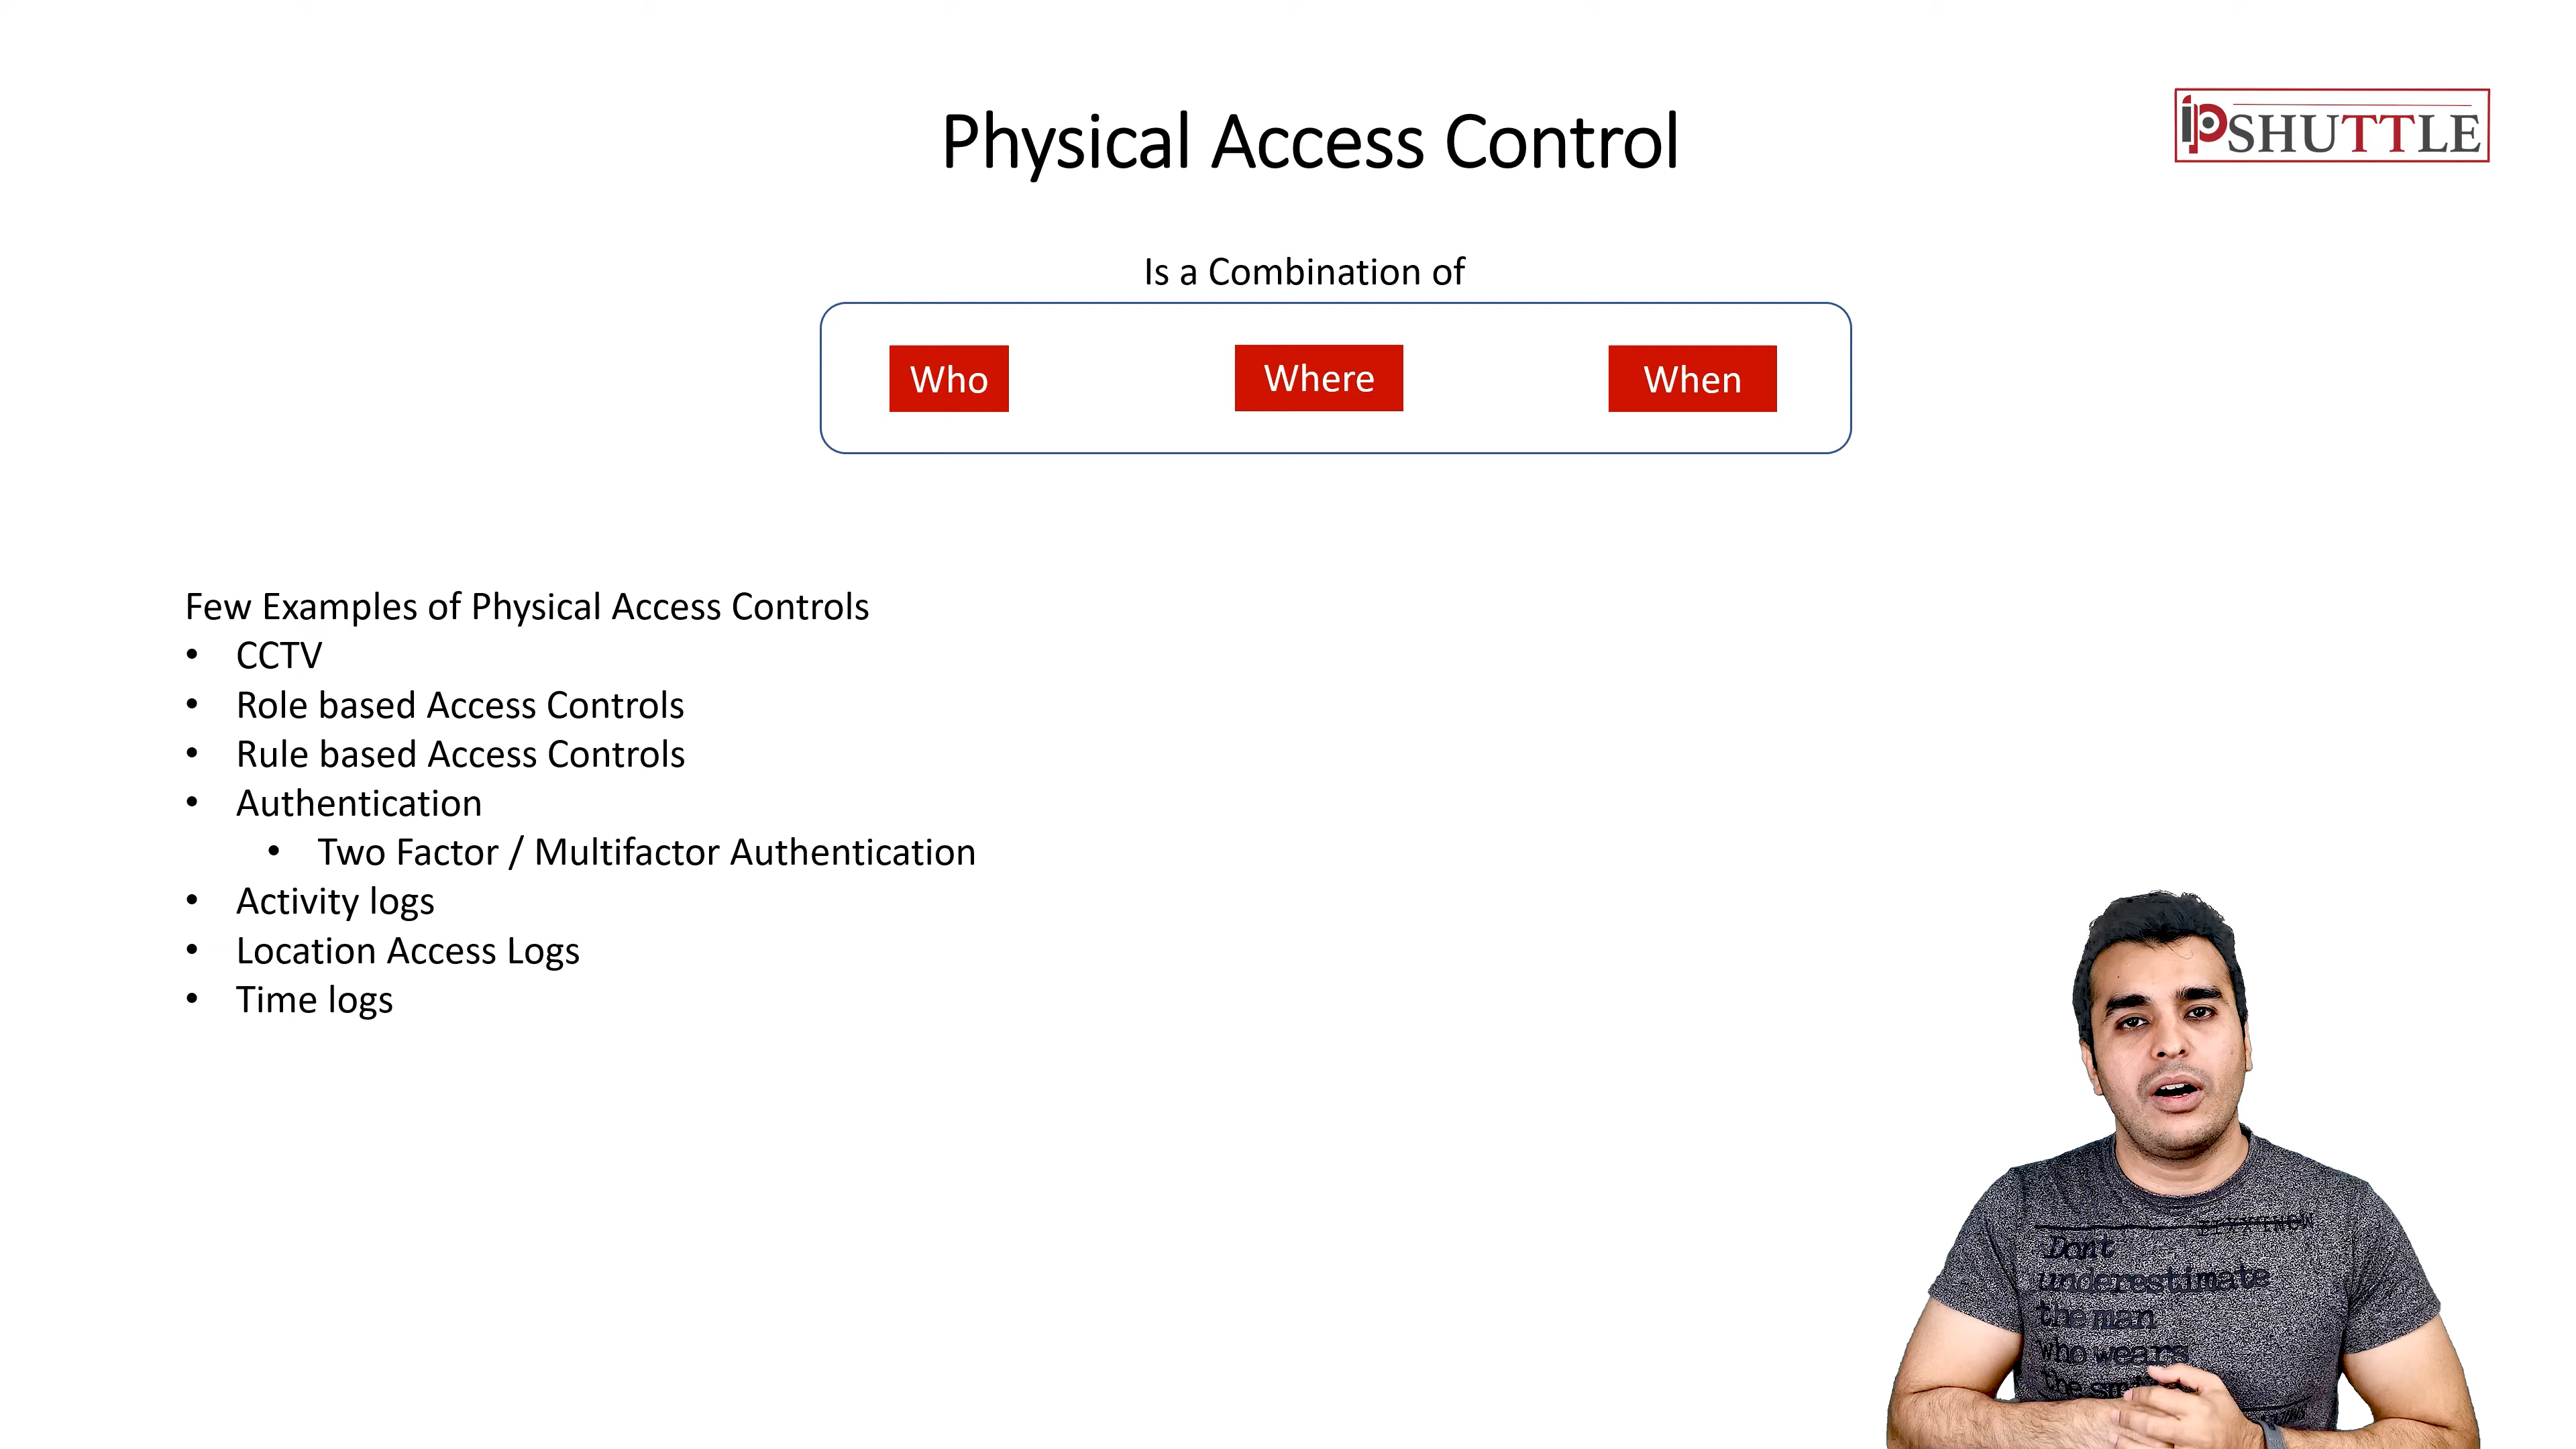 Physical Access Control
ipSHUTTLE
Is a Combination of
Who
Where
When
Few Examples of Physical Access Controls
• CCTV
• Role based Access Controls
• Rule based Access Controls
• Authentication
• Two Factor / Multifactor Authentication
• Activity logs
• Location Access Logs
• Time logs
Dont
underestimate
the man
who wears
the